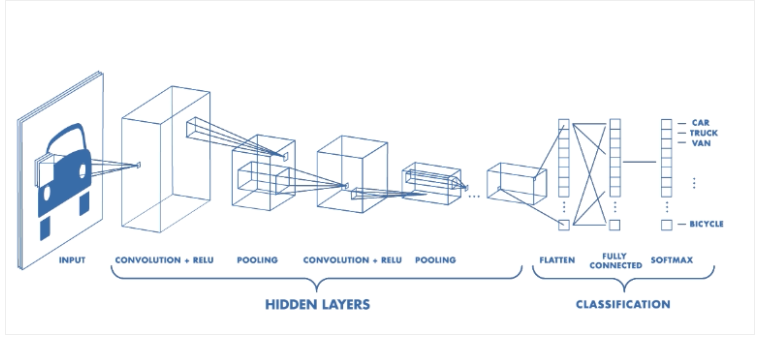 CAR
TRUCK
VAN
BICYCLE
INPUT
CONVOLUTION + RELU
POOLING
CONVOLUTION + RELU
POOLING
FLATTEN
FULLY
CONNECTED
SOFTMAX
HIDDEN LAYERS
CLASSIFICATION